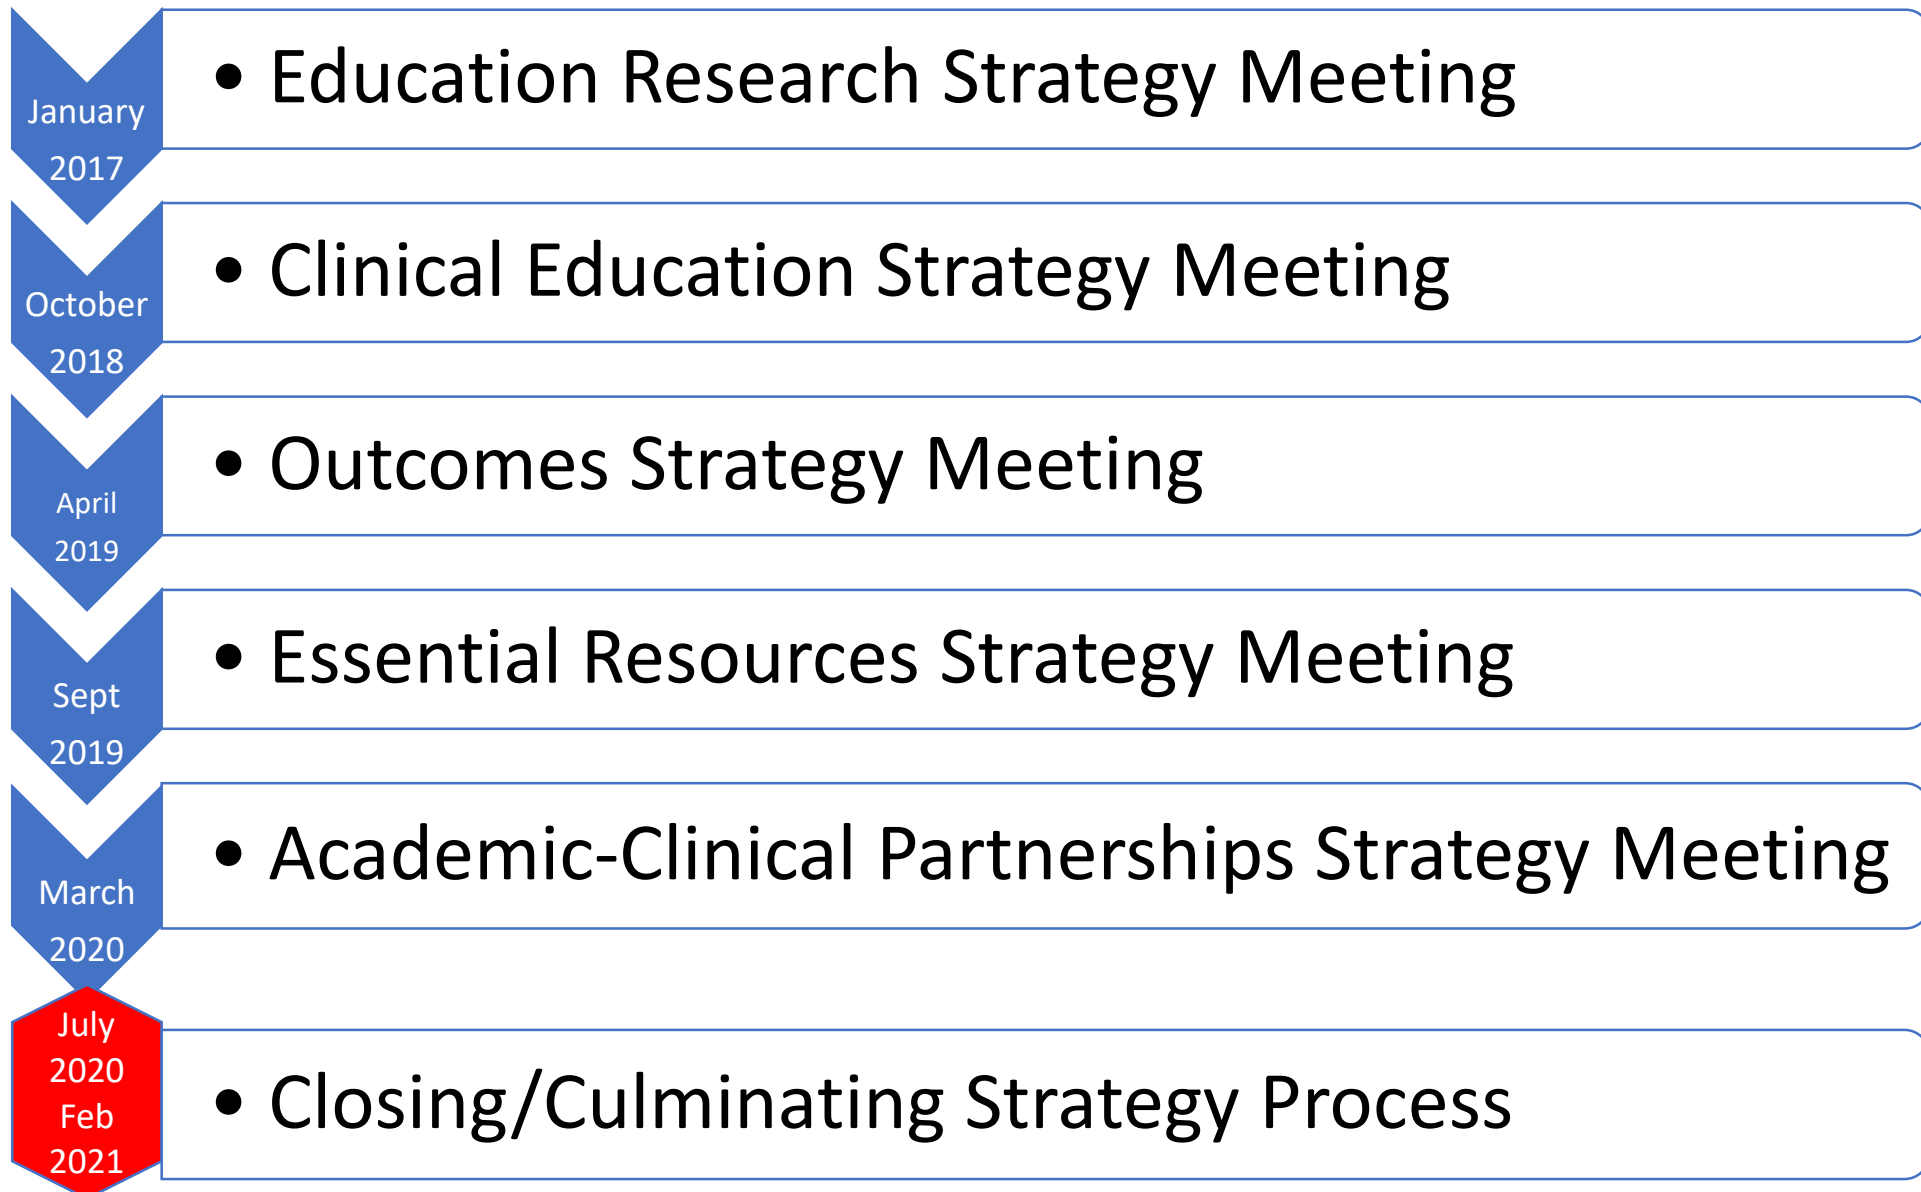 January
2017
• Education Research Strategy Meeting
October
2018
• Clinical Education Strategy Meeting
April
2019
• Outcomes Strategy Meeting
Sept
2019
• Essential Resources Strategy Meeting
March
2020
• Academic-Clinical Partnerships Strategy Meeting
July
2020
Feb
2021
• Closing/Culminating Strategy Process